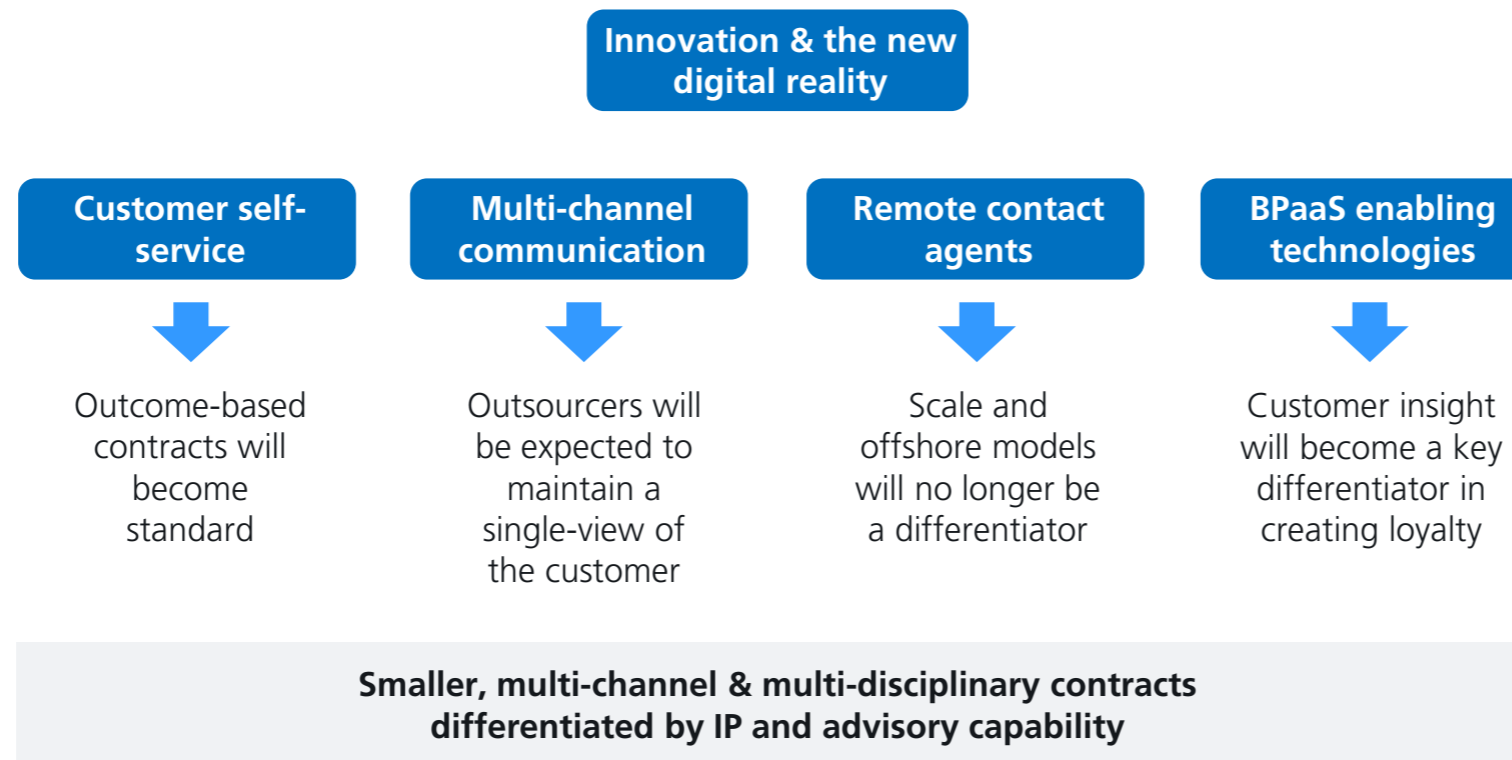 Innovation & the new
digital reality
Customer self-
service
Multi-channel
communication
Remote contact
agents
BPaaS enabling
technologies
Outcome-based
contracts will
become
standard
Outsourcers will
be expected to
maintain a
single-view of
the customer
Scale and
offshore models
will no longer be
a differentiator
Customer insight
will become a key
differentiator in
creating loyalty
Smaller, multi-channel & multi-disciplinary contracts
differentiated by IP and advisory capability